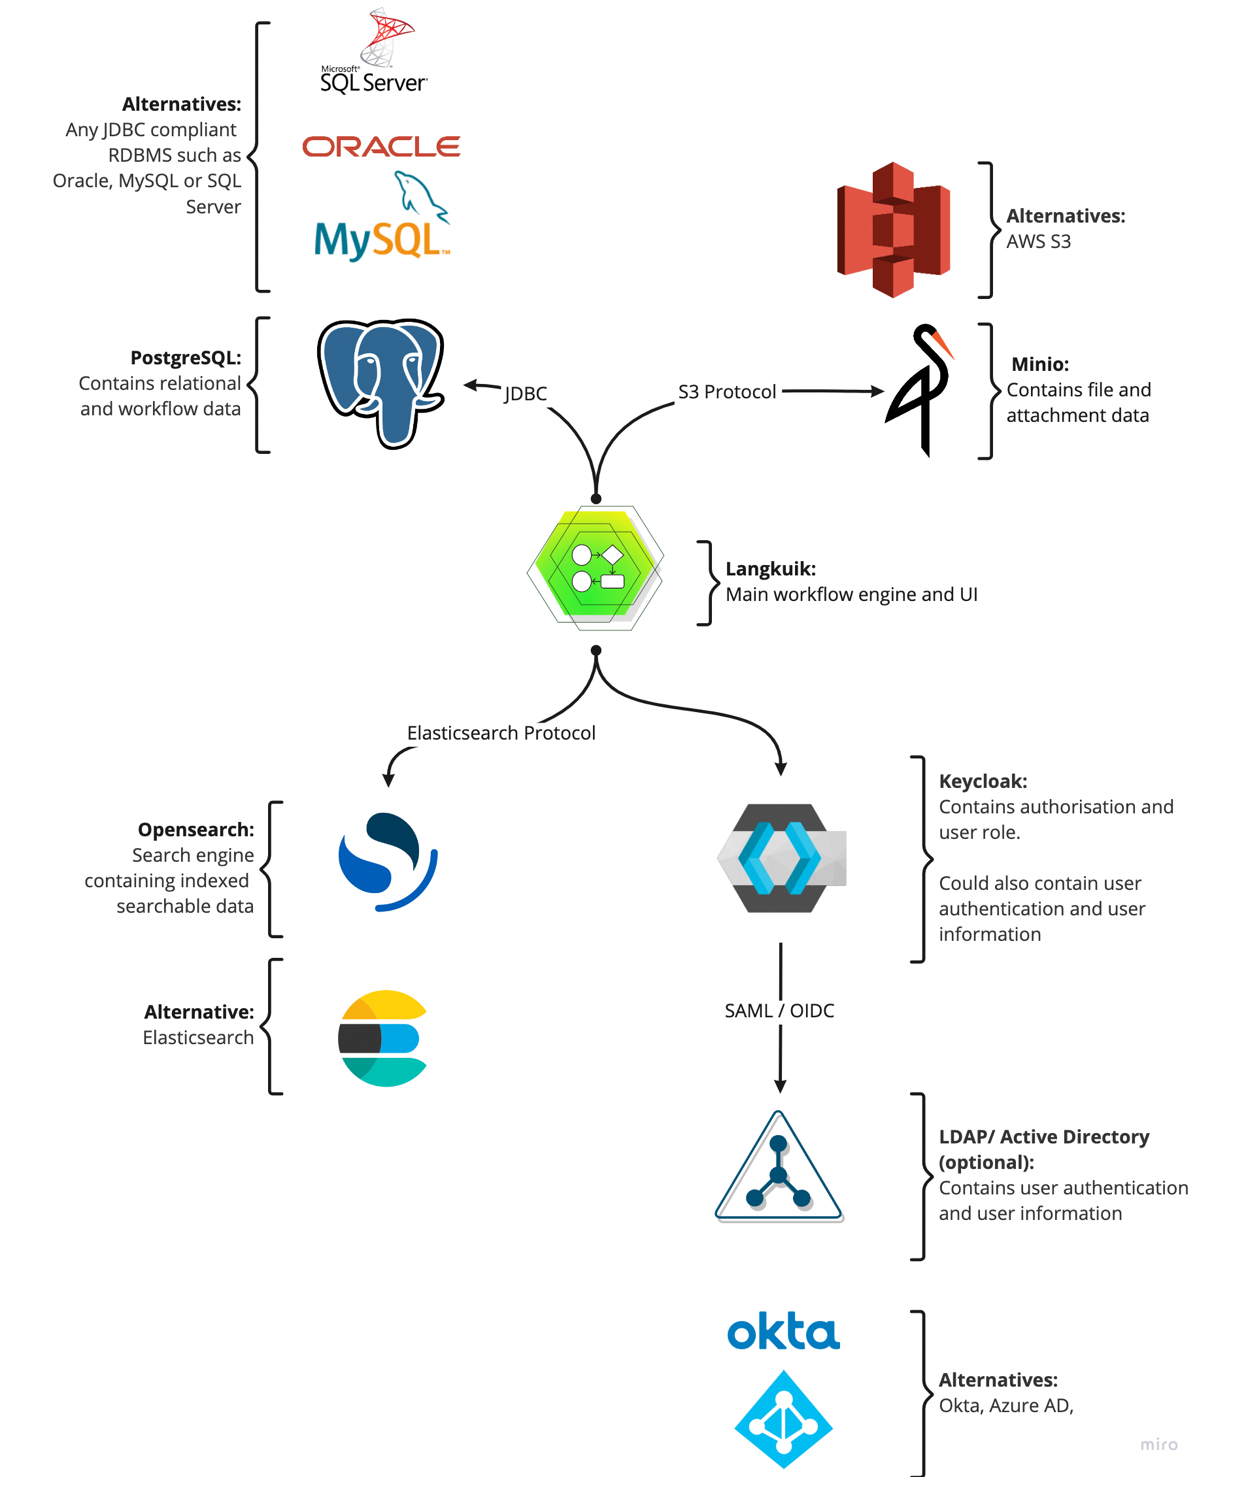 Microsoft®
SQL Server®
Alternatives:
Any JDBC compliant
RDBMS such as
Oracle, MySQL or SQL
Server
ORACLE
MySQL™
Alternatives:
AWS S3
PostgreSQL:
Contains relational
and workflow data
JDBC
S3 Protocol
Minio:
Contains file and
attachment data
Langkuik:
Main workflow engine and UI
Elasticsearch Protocol
Opensearch:
Search engine
containing indexed
searchable data
Keycloak:
Contains authorisation and
user role.
Could also contain user
authentication and user
information
Alternative:
Elasticsearch
SAML / OIDC
LDAP/ Active Directory
(optional):
Contains user authentication
and user information
okta
Alternatives:
Okta, Azure AD,
miro